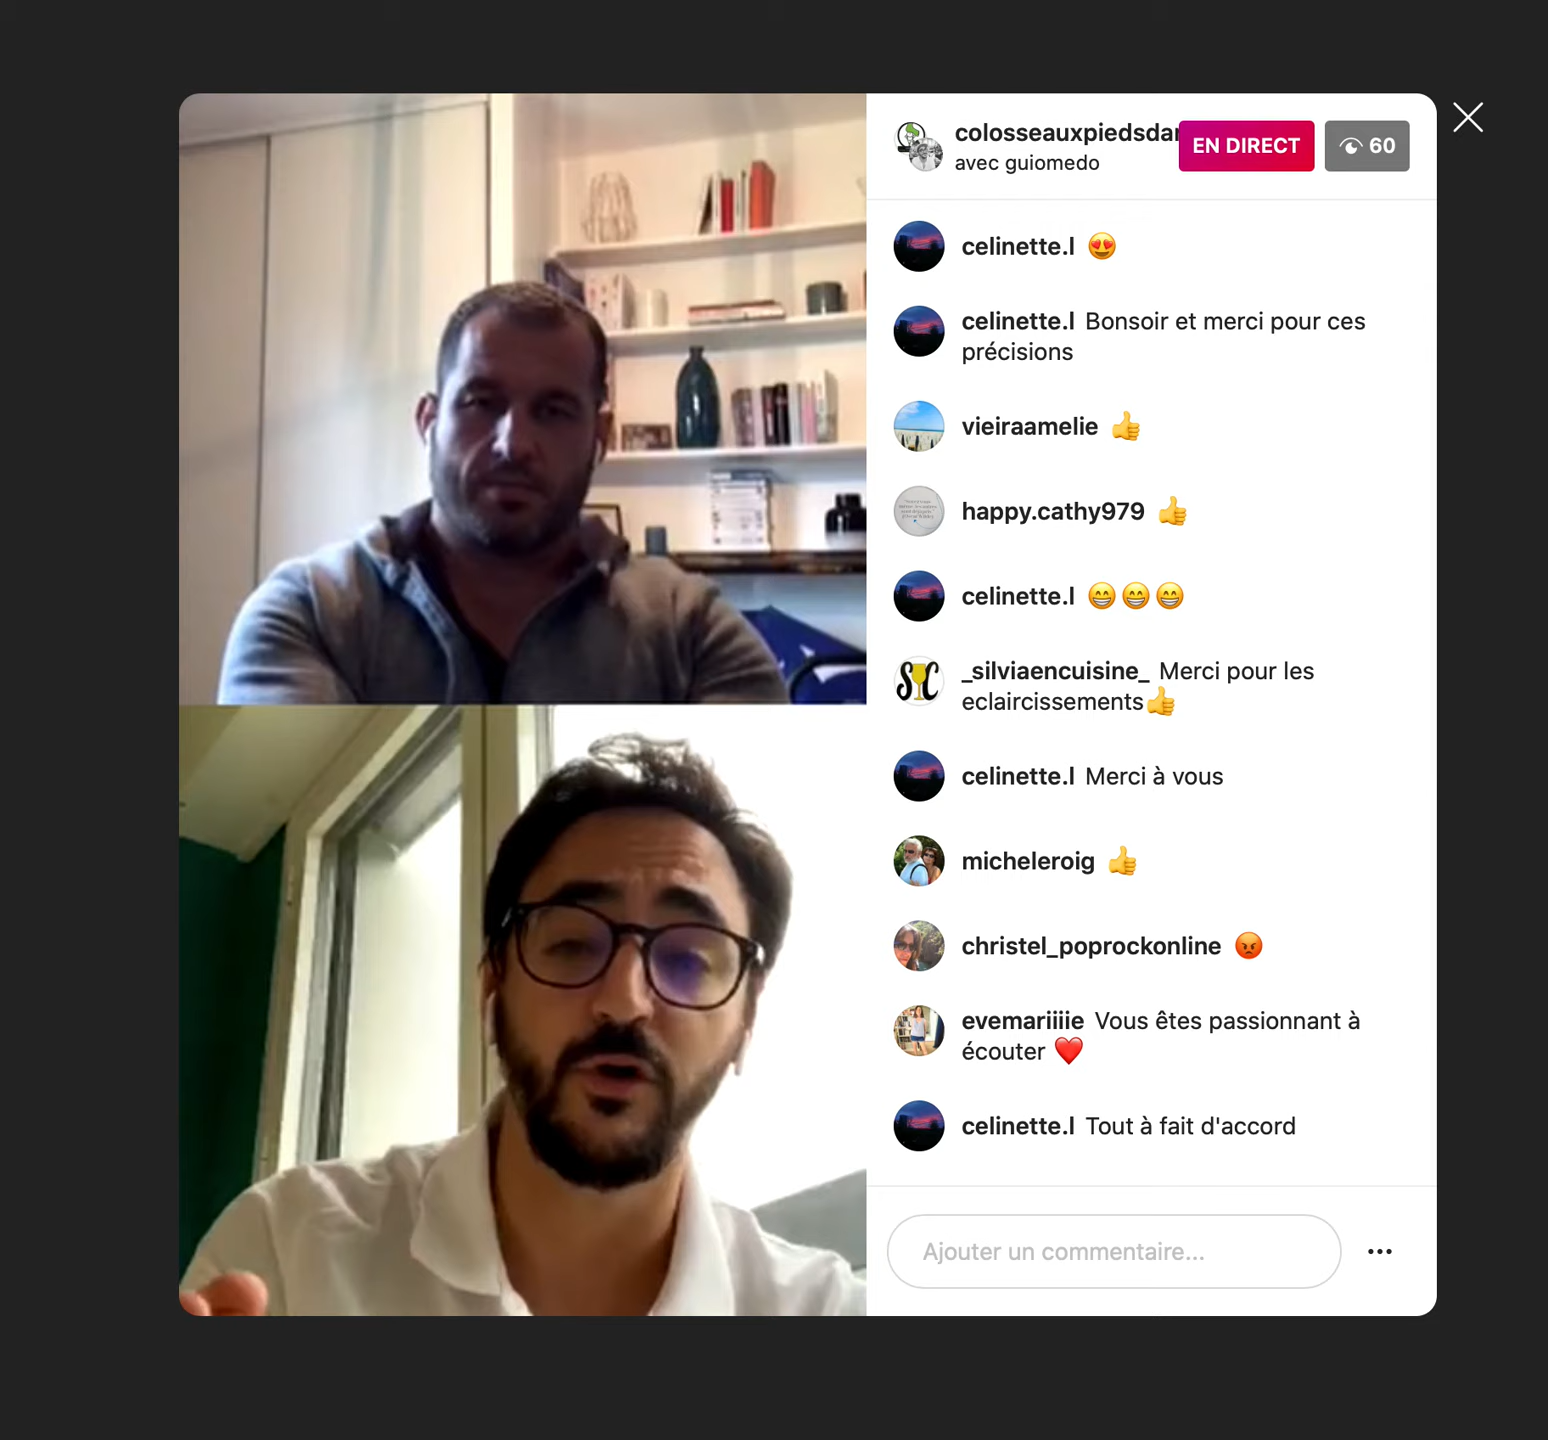 colosseauxpiedsdar
EN DIRECT
60
avec guiomedo
celinette.l 😍
celinette.l Bonsoir et merci pour ces
précisions
vieiraamelie 👍
happy.cathy979 👍
celinette.l 😁😁😁
SC
_silviaencuisine_ Merci pour les
eclaircissements👍
celinette.l Merci à vous
micheleroig 👍
christel_poprockonline 😡
evemariiiie Vous êtes passionnant à
écouter ❤️
celinette.l Tout à fait d'accord
Ajouter un commentaire...